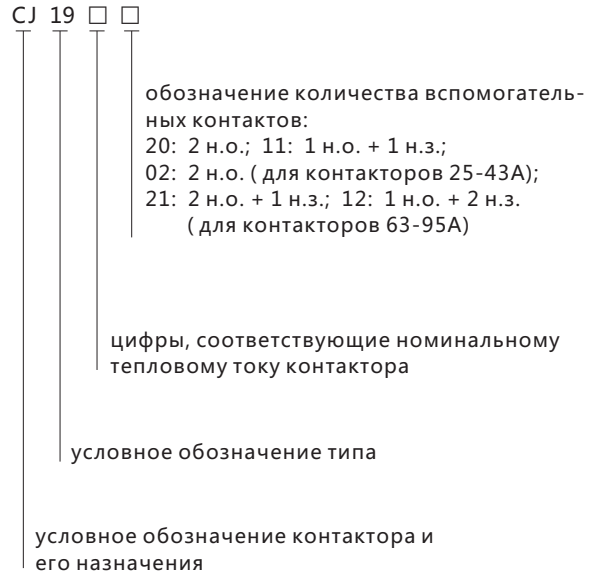 CJ 19 □ □
обозначение количества вспомогатель-
ных контактов:
20: 2 н.о.; 11: 1 н.о. + 1 н.з.;
02: 2 н.о. ( для контакторов 25-43А);
21: 2 н.о. + 1 н.з.; 12: 1 н.о. + 2 н.з.
( для контакторов 63-95А)
цифры, соответствующие номинальному
тепловому току контактора
условное обозначение типа
условное обозначение контактора и
его назначения